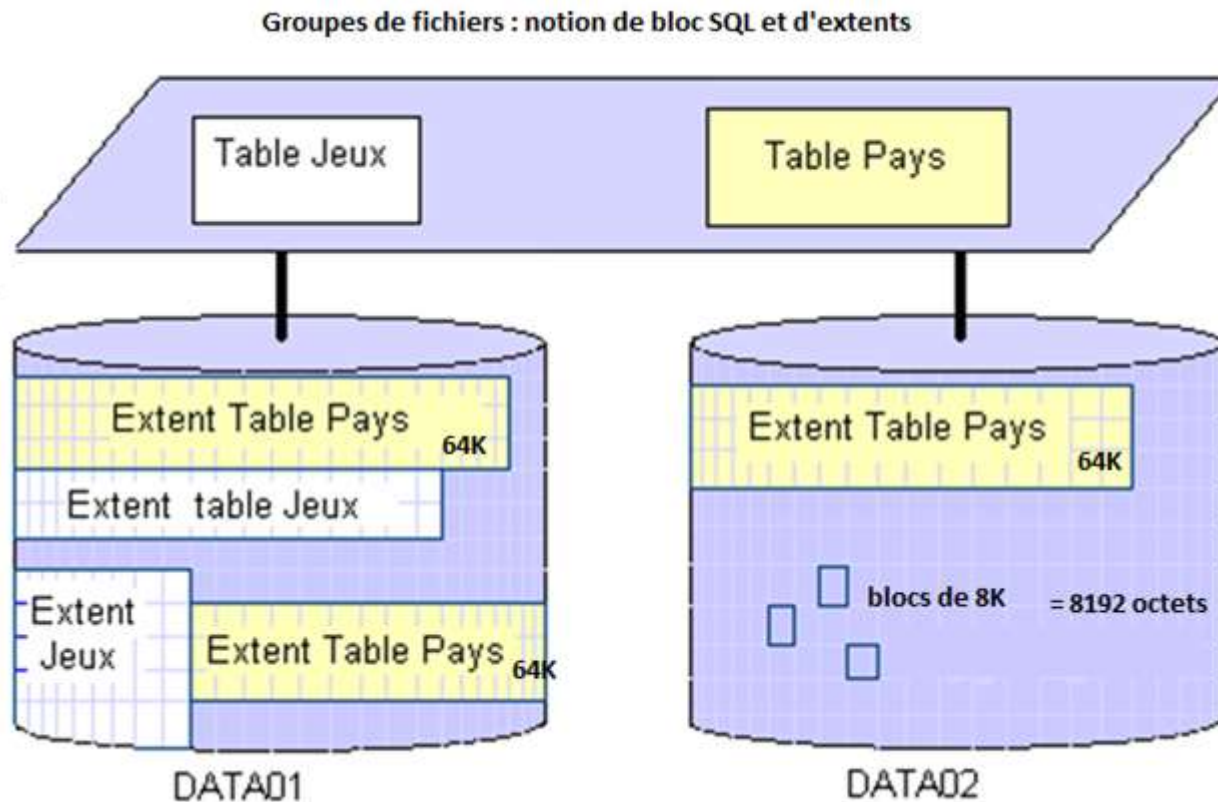 Groupes de fichiers : notion de bloc SQL et d'extents
Table Jeux
Table Pays
Extent Table Pays
64K
Extent table Jeux
Extent
Jeux
Extent Table Pays
64K
DATA01
Extent Table Pays
64K
blocs de 8K = 8192 octets
DATA02